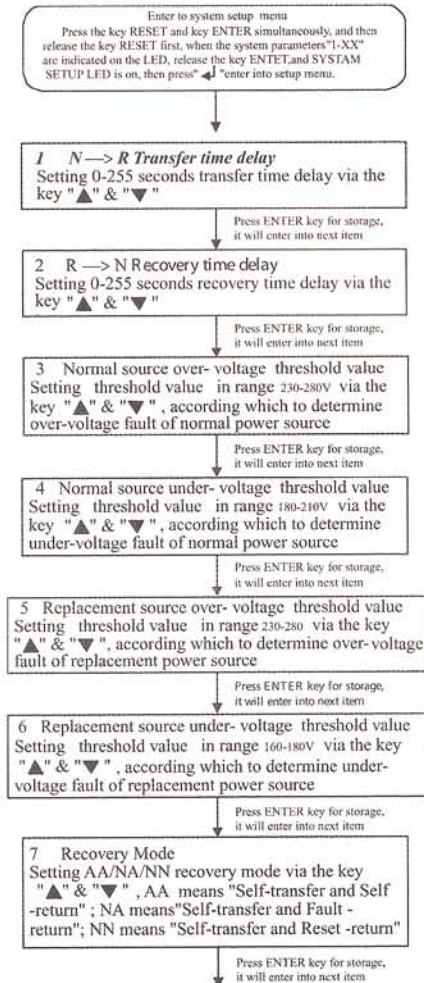 Enter to system setup menu
Press the key RESET and key ENTER simultaneously, and then
release the key RESET first, when the system parameters"1-XX"
are indicated on the LED, release the key ENTET,and SYSTAM
SETUP LED is on, then press" ↲ "enter into setup menu.
1 N —> R Transfer time delay
Setting 0-255 seconds transfer time delay via the
key "▲" & "▼"
Press ENTER key for storage,
it will enter into next item
2 R —> N Recovery time delay
Setting 0-255 seconds recovery time delay via the
key "▲" & "▼"
Press ENTER key for storage,
it will enter into next item
3 Normal source over- voltage threshold value
Setting threshold value in range 230-280V via the
key "▲" & "▼" , according which to determine
over-voltage fault of normal power source
Press ENTER key for storage,
it will enter into next item
4 Normal source under- voltage threshold value
Setting threshold value in range 180-210V via the
key "▲" & "▼" , according which to determine
under-voltage fault of normal power source
Press ENTER key for storage,
it will enter into next item
5 Replacement source over- voltage threshold value
Setting threshold value in range 230-280 via the key
"▲" & "▼", according which to determine over-voltage
fault of replacement power source
Press ENTER key for storage,
it will enter into next item
6 Replacement source under- voltage threshold value
Setting threshold value in range 160-180V via the key
"▲" & "▼" , according which to determine under-
voltage fault of replacement power source
Press ENTER key for storage,
it will enter into next item
7 Recovery Mode
Setting AA/NA/NN recovery mode via the key
"▲" & "▼" , AA means "Self-transfer and Self
-return" ; NA means"Self-transfer and Fault -
return"; NN means "Self-transfer and Reset -return"
Press ENTER key for storage,
it will enter into next item